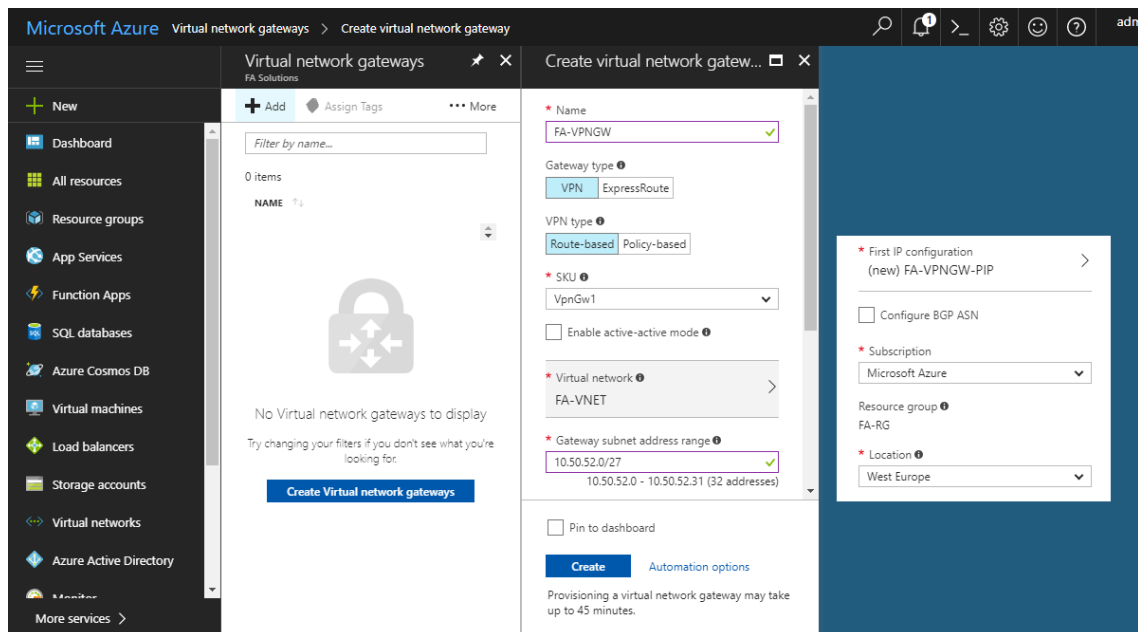 Microsoft Azure Virtual network gateways > Create virtual network gateway
1
>_
?
New
Dashboard
All resources
Resource groups
App Services
Function Apps
SQL databases
Azure Cosmos DB
Virtual machines
Load balancers
Storage accounts
Virtual networks
Azure Active Directory
More services >
Virtual network gateways
FA Solutions
Add Assign Tags ••• More
Filter by name...
0 items
NAME ↑↓
No Virtual network gateways to display
Try changing your filters if you don't see what you're
looking for.
Create Virtual network gateways
Create virtual network gatew...
* Name
FA-VPNGW
Gateway type
VPN ExpressRoute
VPN type
Route-based Policy-based
* SKU
VpnGw1
Enable active-active mode
* Virtual network
FA-VNET
* Gateway subnet address range
10.50.52.0/27
10.50.52.0 - 10.50.52.31 (32 addresses)
Pin to dashboard
Create Automation options
Provisioning a virtual network gateway may take
up to 45 minutes.
* First IP configuration
(new) FA-VPNGW-PIP
Configure BGP ASN
* Subscription
Microsoft Azure
Resource group
FA-RG
* Location
West Europe